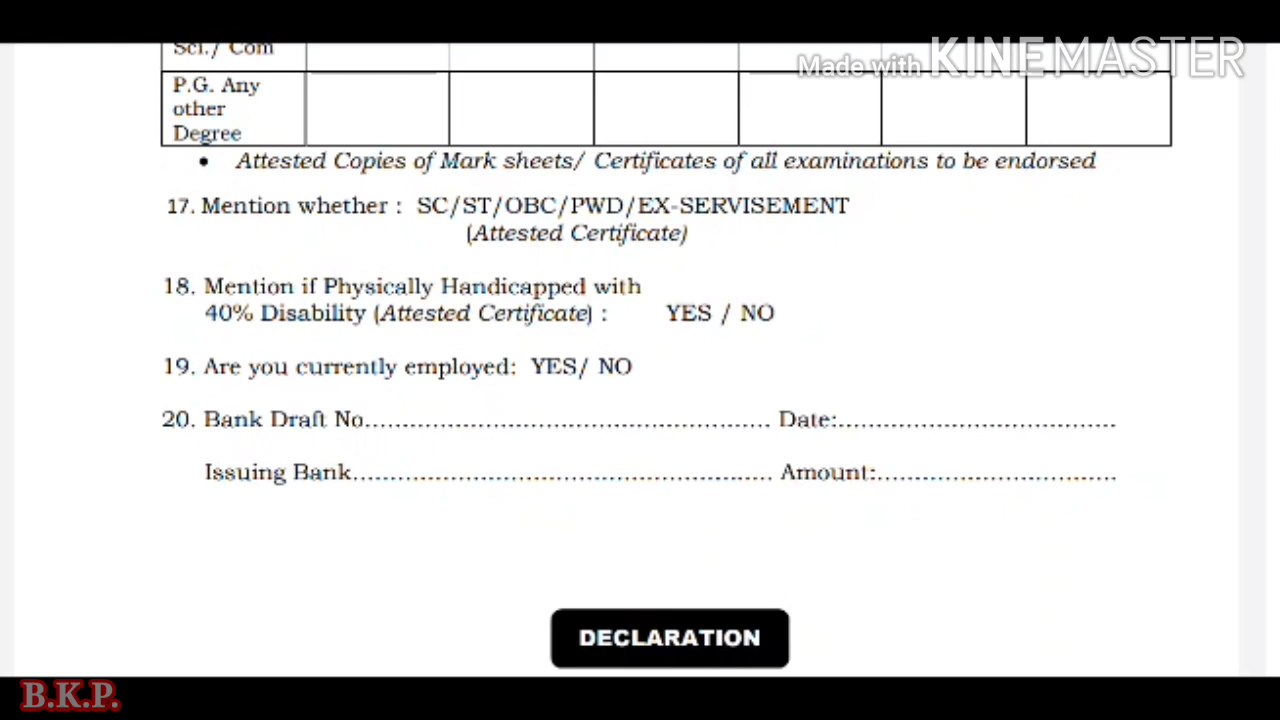 Sci./ Com
Made with KINEMASTER
P.G. Any
other
Degree
• Attested Copies of Mark sheets/ Certificates of all examinations to be endorsed
17. Mention whether : SC/ST/OBC/PWD/EX-SERVISEMENT
(Attested Certificate)
18. Mention if Physically Handicapped with
40% Disability (Attested Certificate) : YES / NO
19. Are you currently employed: YES/ NO
20. Bank Draft No...................................................... Date:.....................................
Issuing Bank........................................................ Amount:................................
DECLARATION
B.K.P.